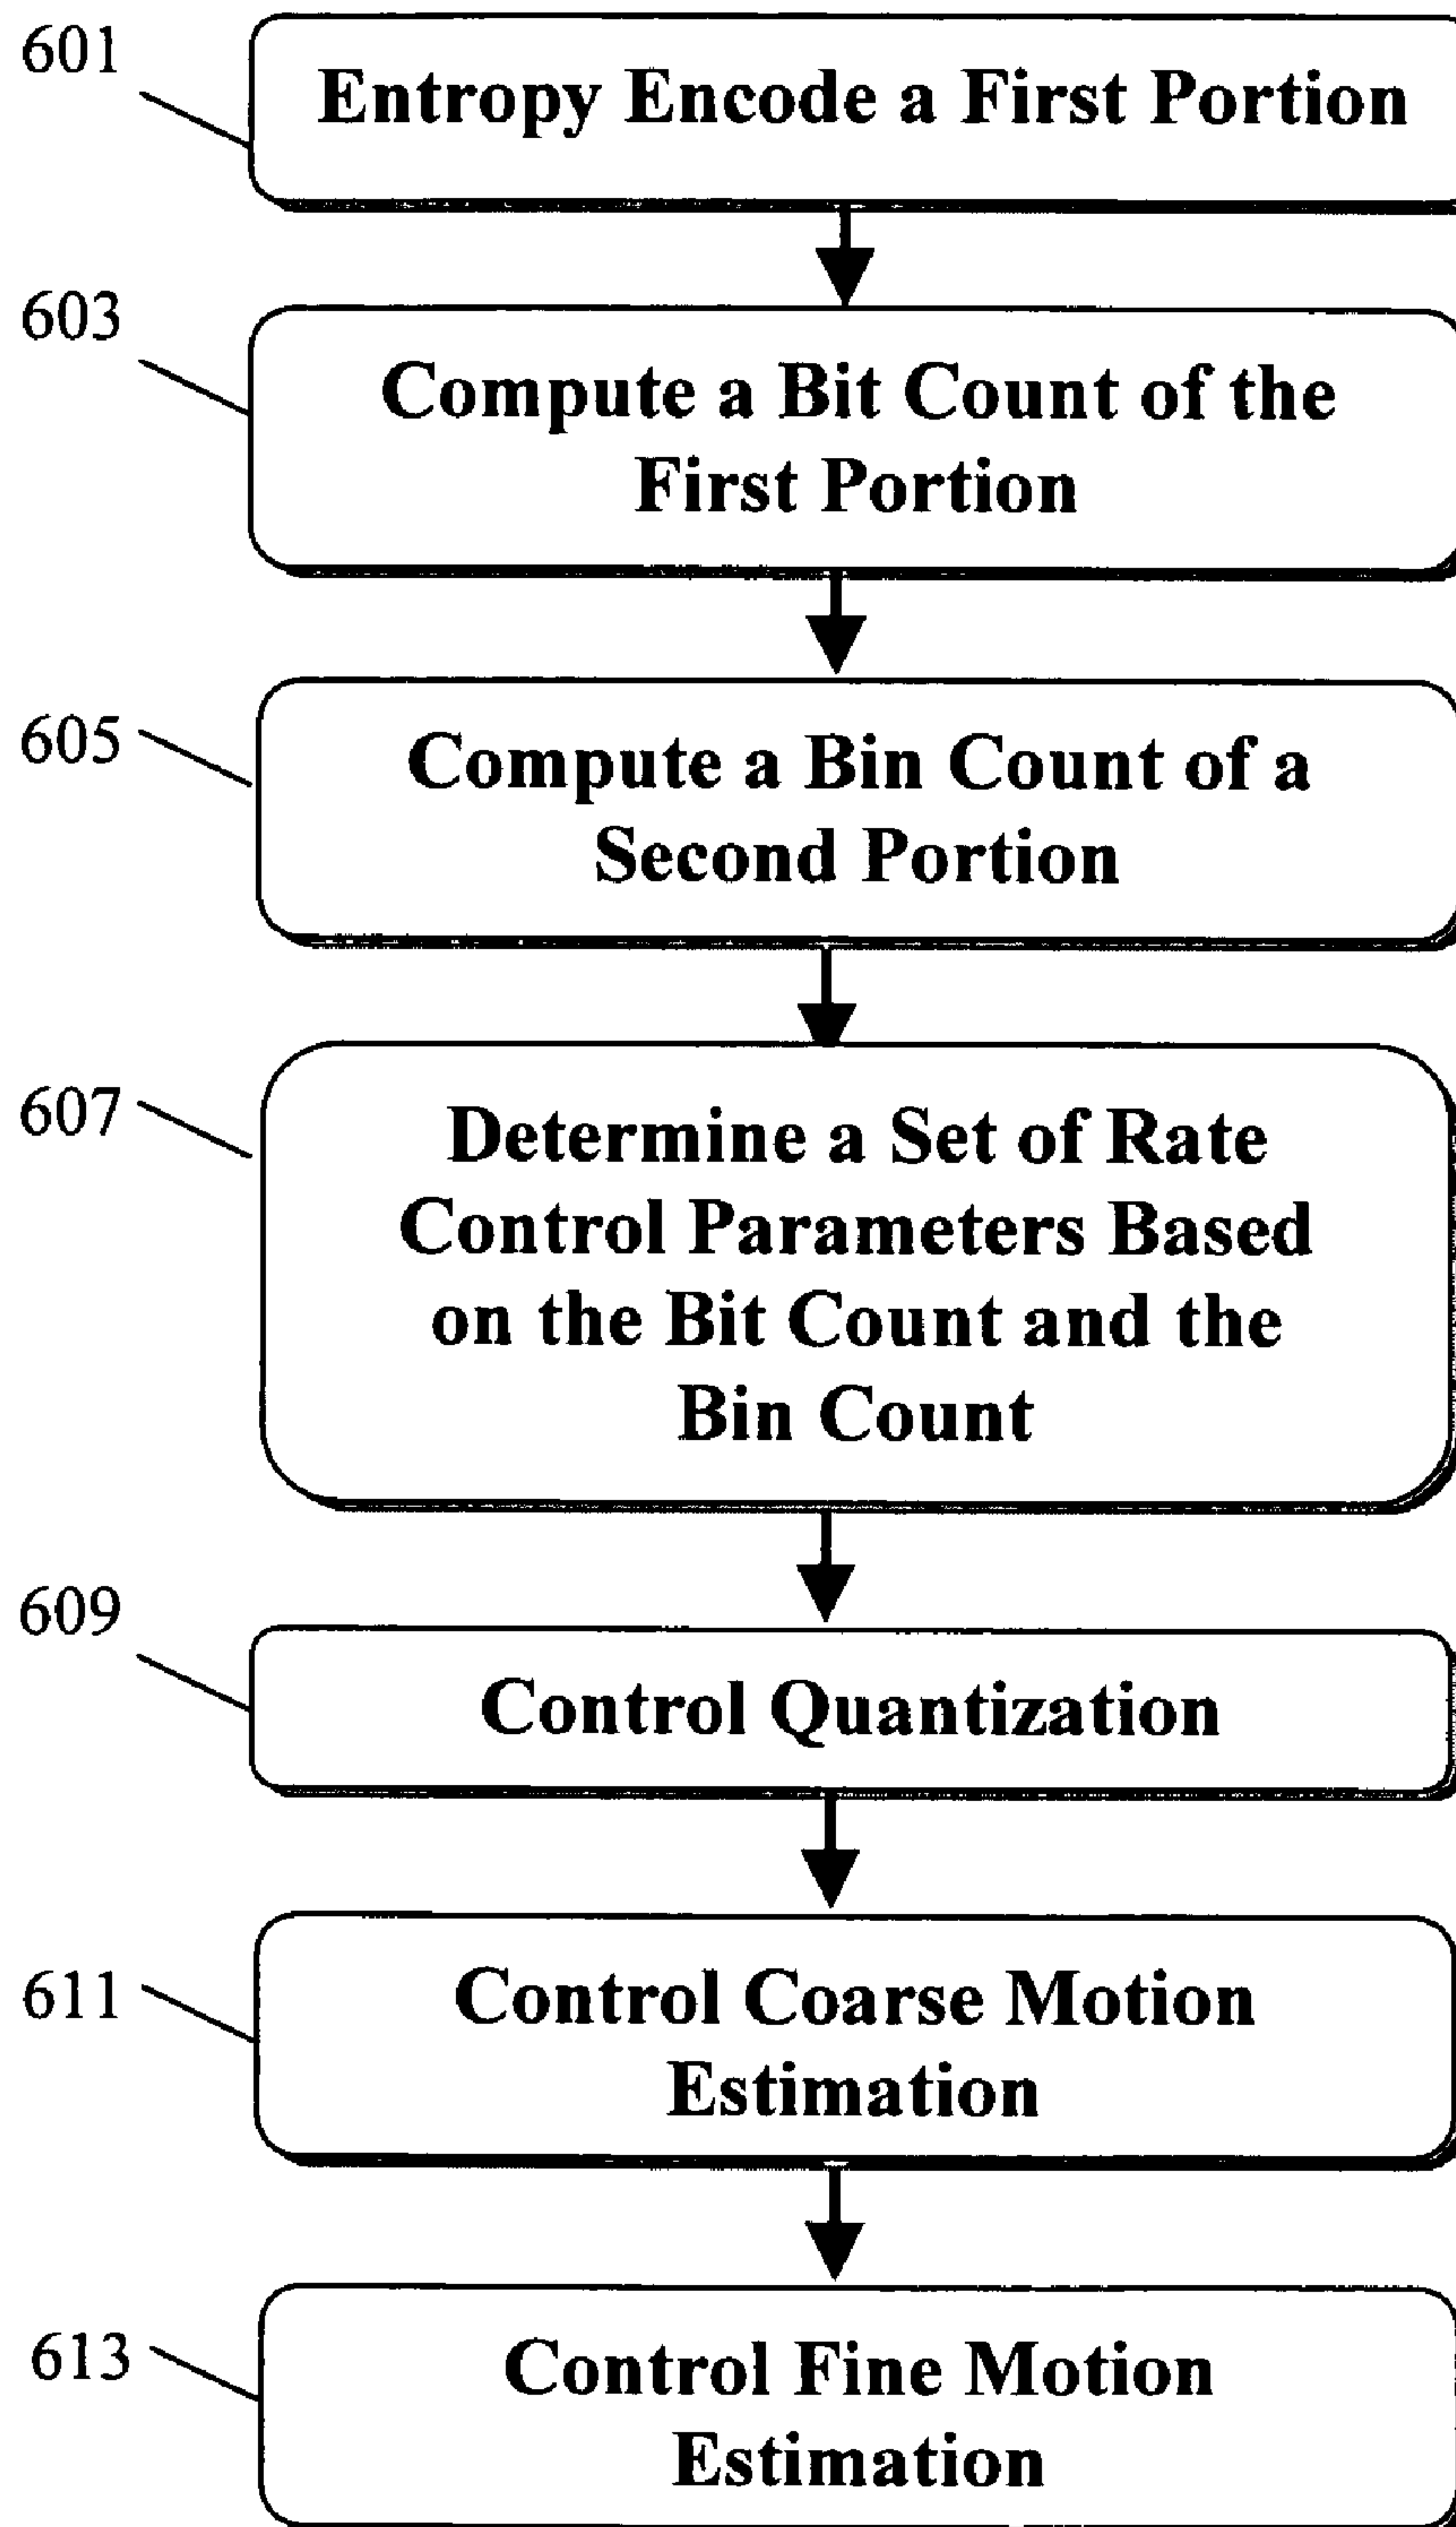 601
Entropy Encode a First Portion
603
Compute a Bit Count of the
First Portion
605
Compute a Bin Count of a
Second Portion
607
Determine a Set of Rate
Control Parameters Based
on the Bit Count and the
Bin Count
609
Control Quantization
611
Control Coarse Motion
Estimation
613
Control Fine Motion
Estimation